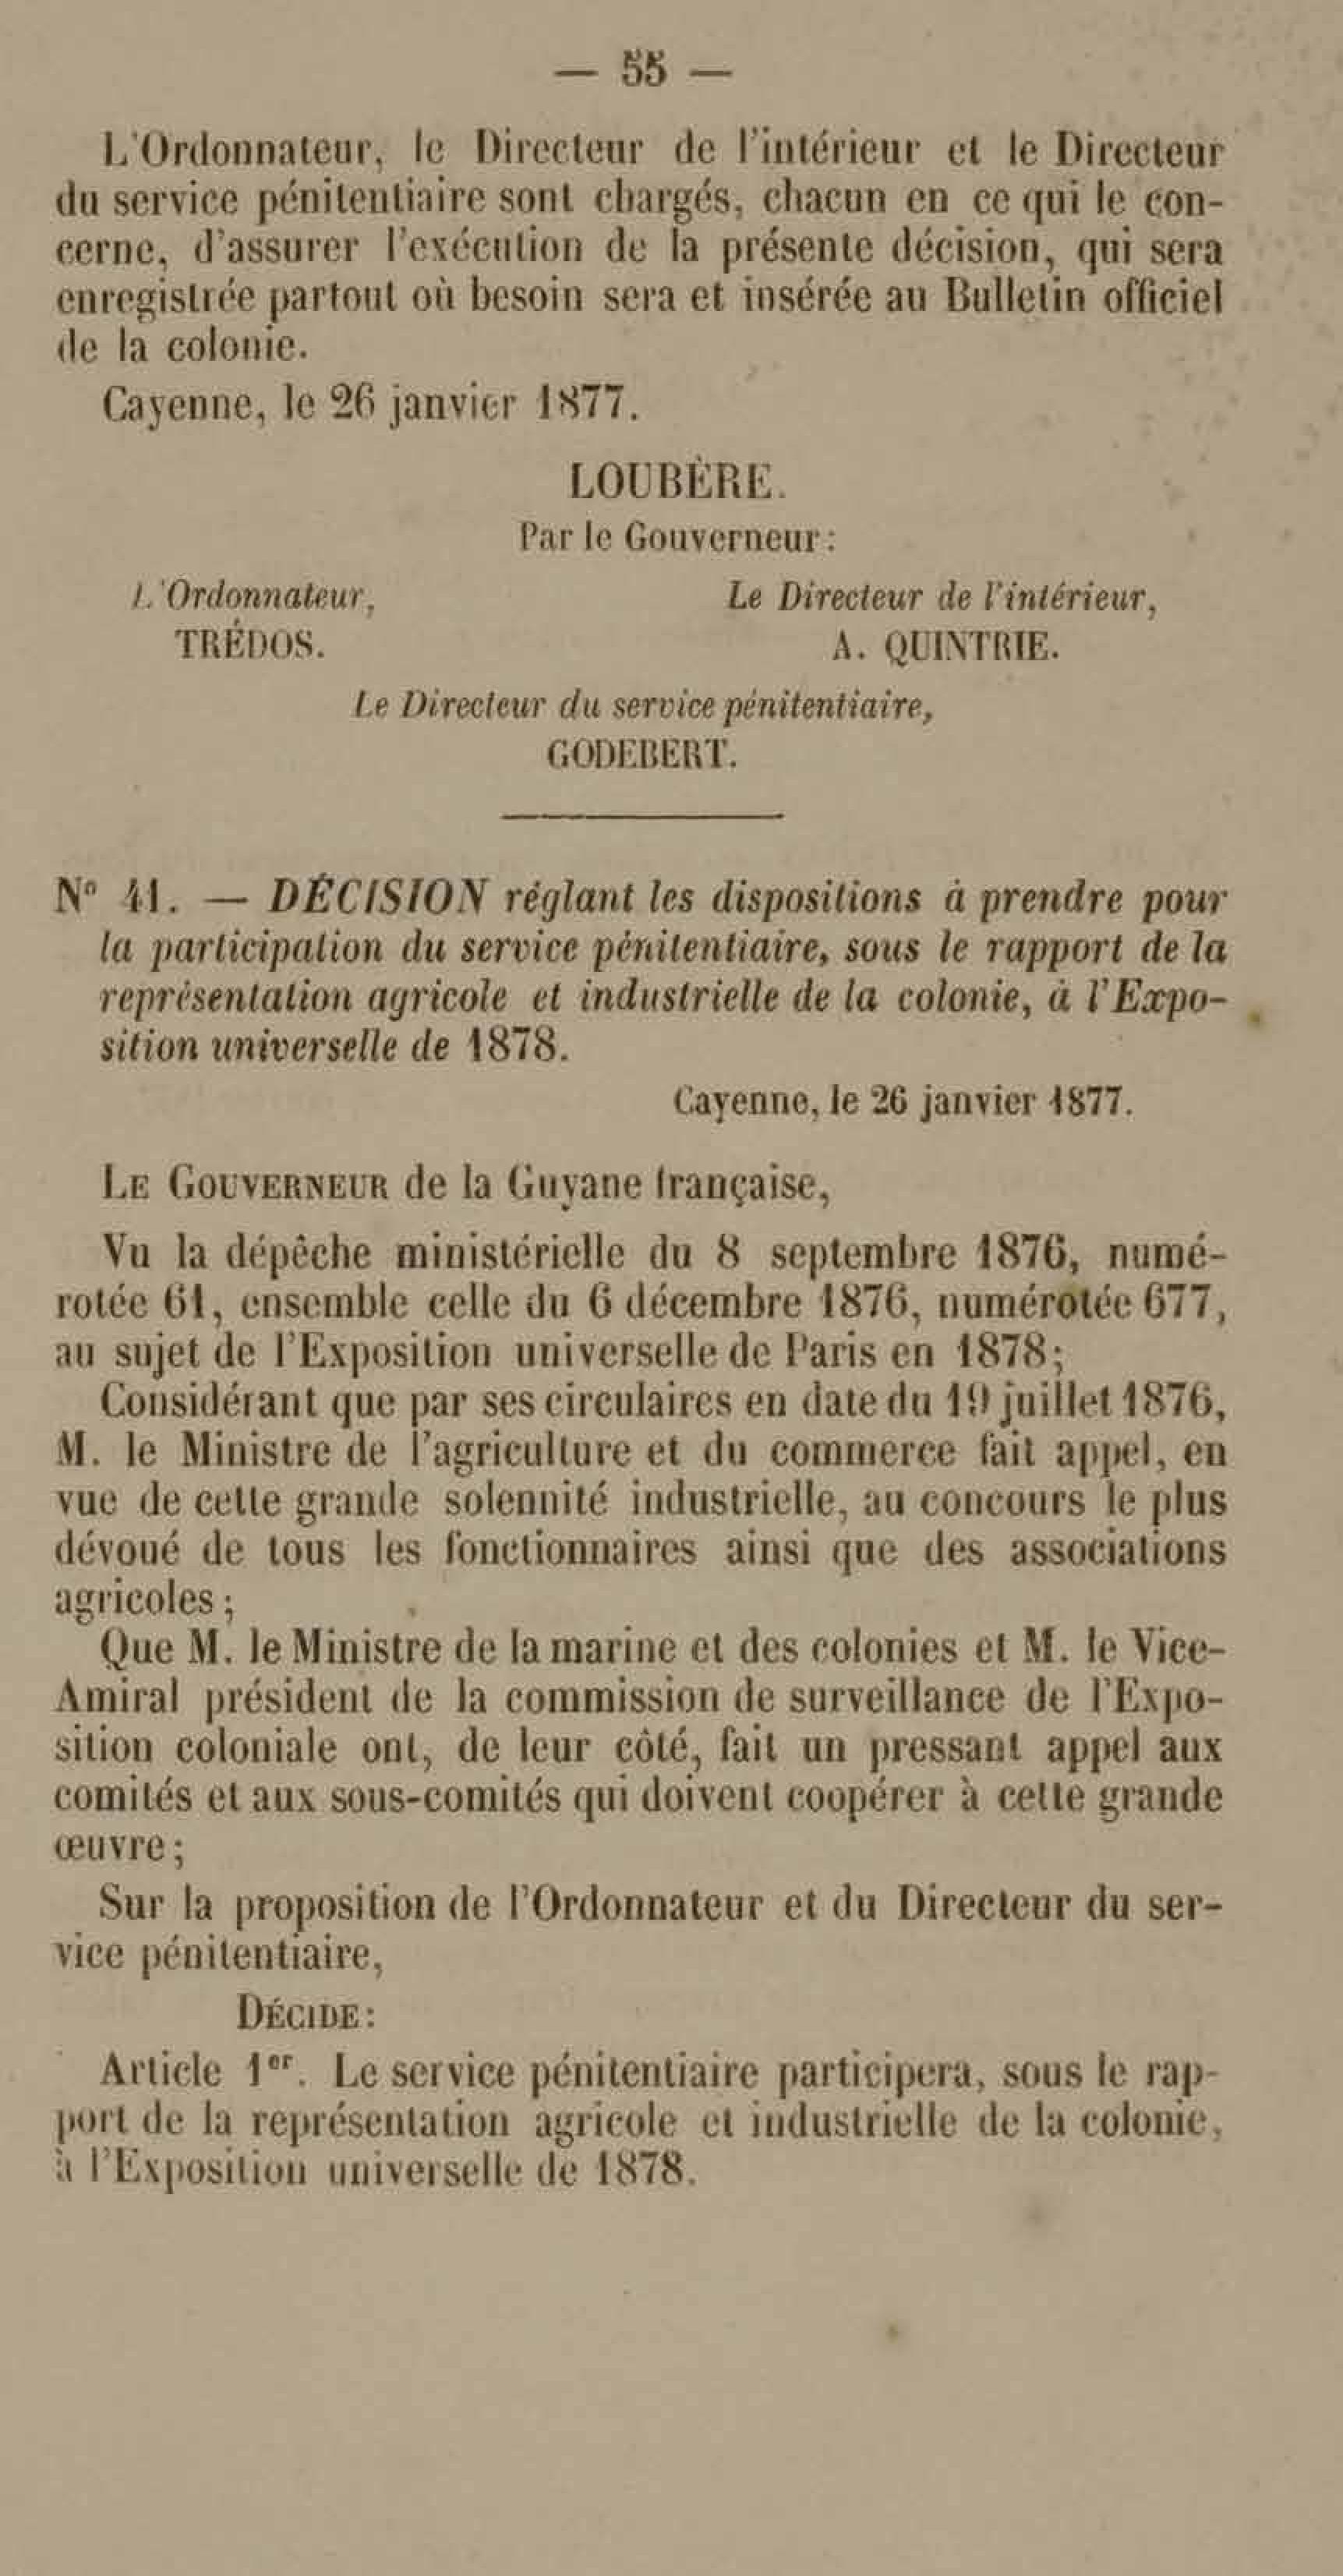 — 55 —
L'Ordonnateur, le Directeur de l'intérieur et le Directeur
du service pénitentiaire sont chargés, chacun en ce qui le con-
cerne, d'assurer l'exécution de la présente décision, qui sera
enregistrée partout où besoin sera et insérée au Bulletin officiel
de la colonie.
Cayenne, le 26 janvier 1877.
LOUBÈRE.
Par le Gouverneur:
L'Ordonnateur, Le Directeur de l'intérieur,
TRÉDOS. A. QUINTRIE.
Le Directeur du service pénitentiaire,
GODEBERT.
N° 41. — DÉCISION réglant les dispositions à prendre pour
la participation du service pénitentiaire, sous le rapport de la
représentation agricole et industrielle de la colonie, à l'Expo-
sition universelle de 1878.
Cayenne, le 26 janvier 1877.
LE GOUVERNEUR de la Guyane française,
Vu la dépêche ministérielle du 8 septembre 1876, numé-
rotée 61, ensemble celle du 6 décembre 1876, numérotée 677,
au sujet de l'Exposition universelle de Paris en 1878;
Considérant que par ses circulaires en date du 19 juillet 1876,
M. le Ministre de l'agriculture et du commerce fait appel, en
vue de cette grande solennité industrielle, au concours le plus
dévoué de tous les fonctionnaires ainsi que des associations
agricoles;
Que M. le Ministre de la marine et des colonies et M. le Vice-
Amiral président de la commission de surveillance de l'Expo-
sition coloniale ont, de leur côté, fait un pressant appel aux
comités et aux sous-comités qui doivent coopérer à cette grande
œuvre;
Sur la proposition de l'Ordonnateur et du Directeur du ser-
vice pénitentiaire,
DÉCIDE:
Article 1er. Le service pénitentiaire participera, sous le rap-
port de la représentation agricole et industrielle de la colonie,
à l'Exposition universelle de 1878.